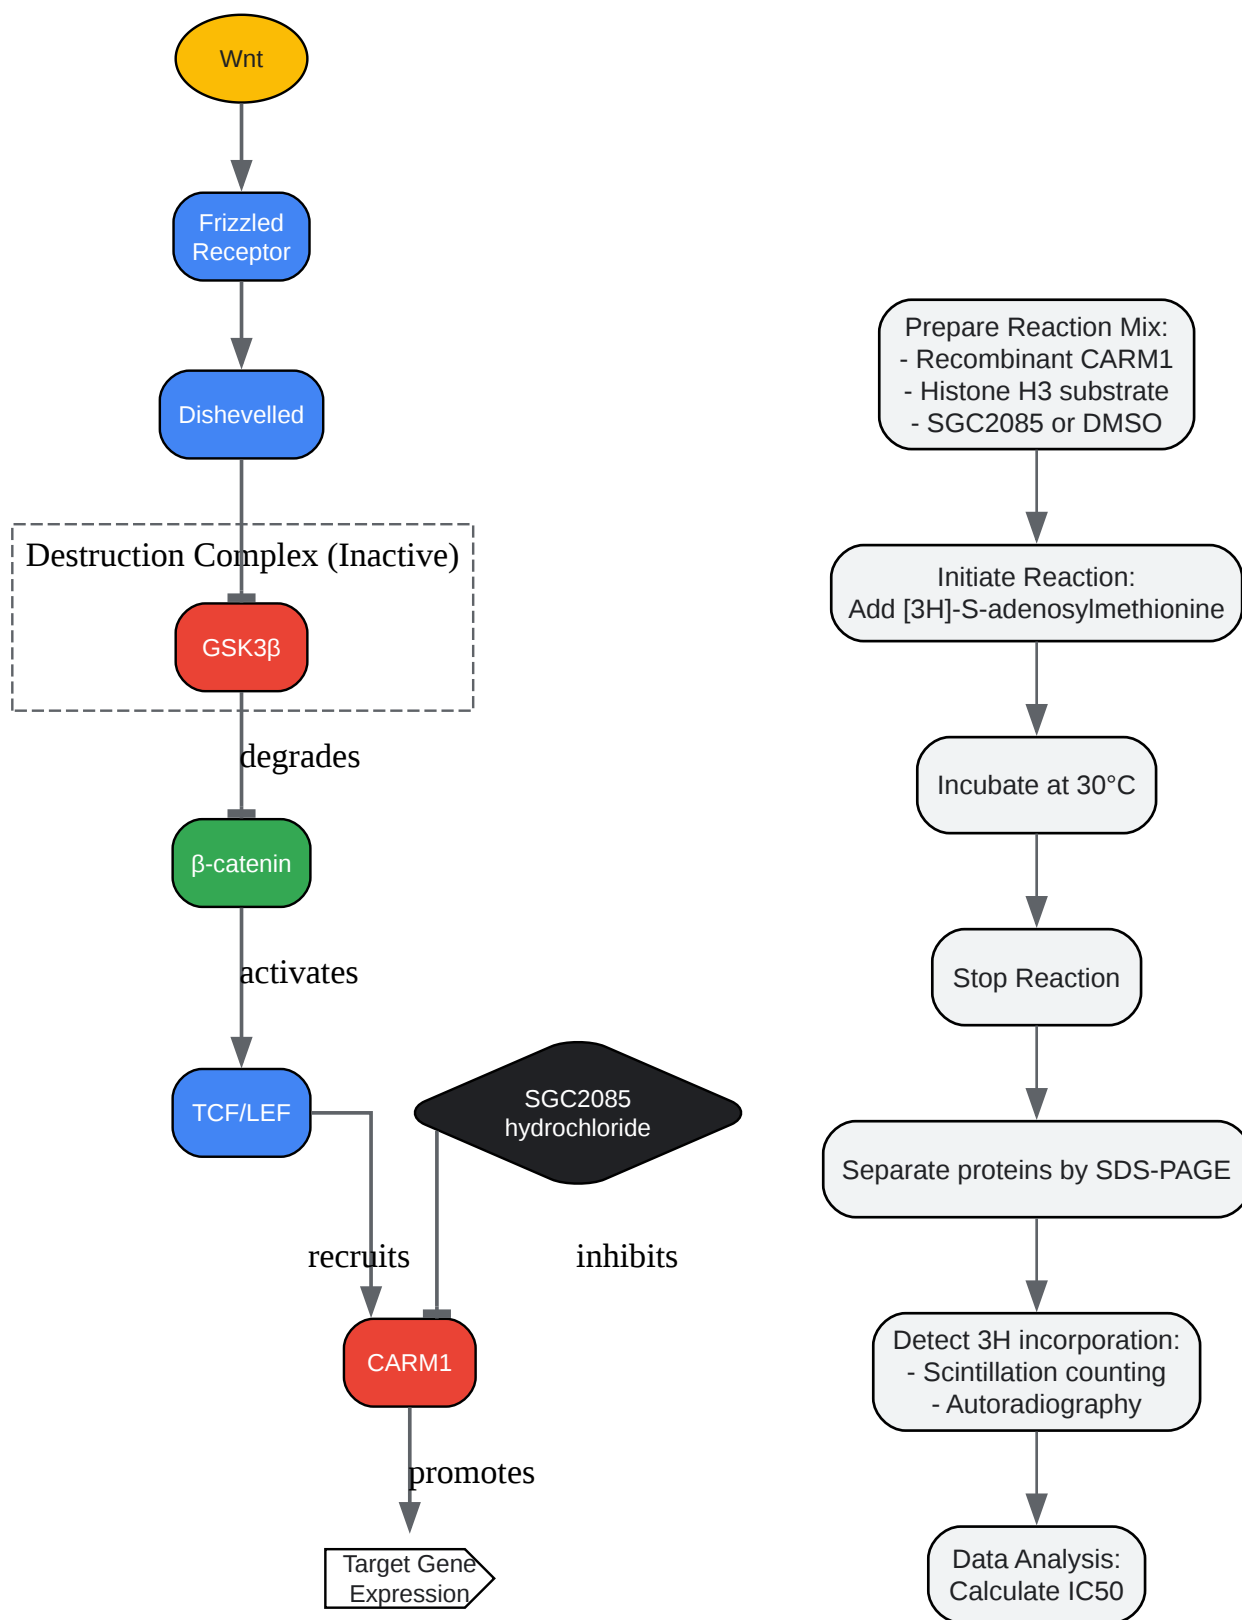 Wnt
Frizzled
Receptor
Dishevelled
Destruction Complex (Inactive)
GSK3β
degrades
β-catenin
activates
TCF/LEF
SGC2085
hydrochloride
recruits
inhibits
CARM1
promotes
Target Gene
Expression
Prepare Reaction Mix:
- Recombinant CARM1
- Histone H3 substrate
- SGC2085 or DMSO
Initiate Reaction:
Add [3H]-S-adenosylmethionine
Incubate at 30°C
Stop Reaction
Separate proteins by SDS-PAGE
Detect 3H incorporation:
- Scintillation counting
- Autoradiography
Data Analysis:
Calculate IC50